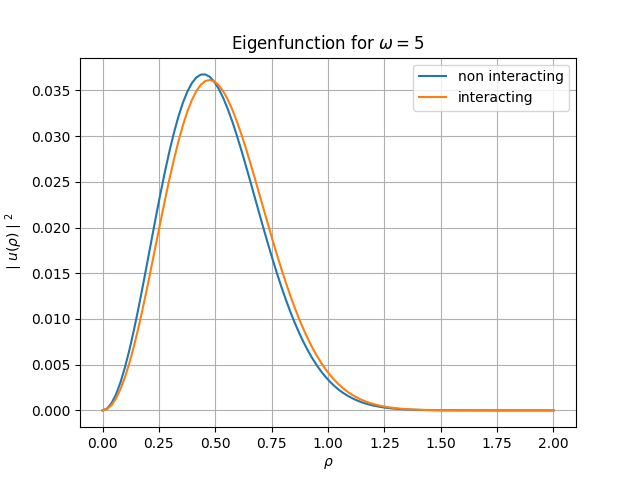 Eigenfunction for ω = 5
non interacting
interacting
| u(ρ) | ²
0.035
0.030
0.025
0.020
0.015
0.010
0.005
0.000
0.00 0.25 0.50 0.75 1.00 1.25 1.50 1.75 2.00
ρ